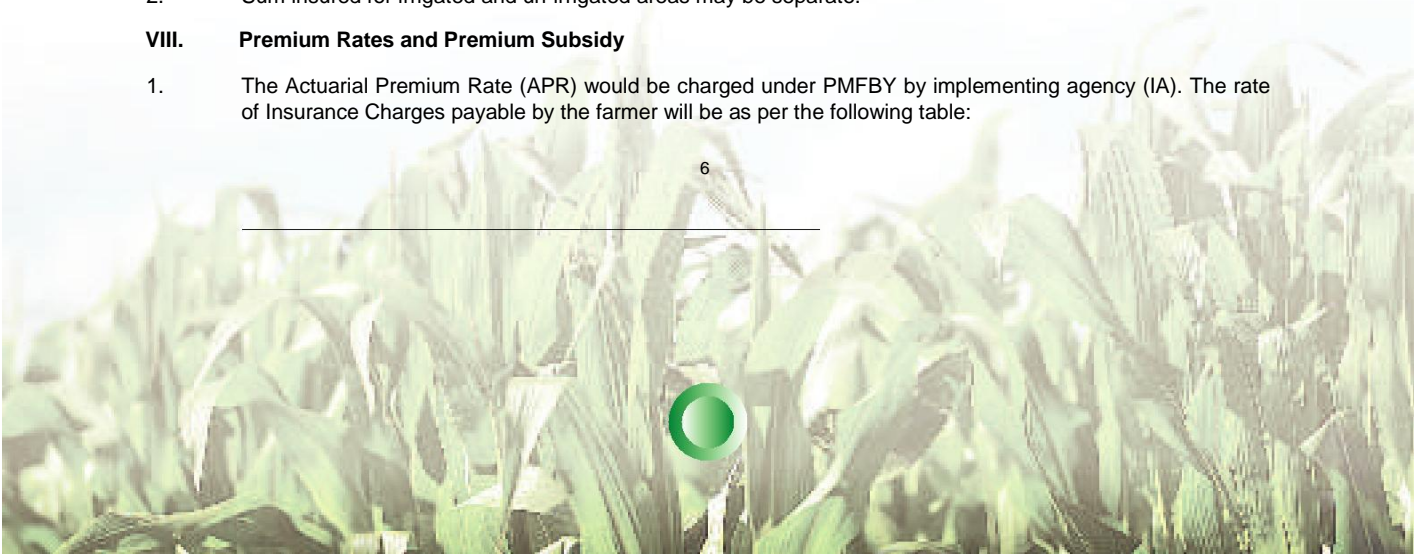 2. Sum insured for irrigated and un-irrigated areas may be separate.
VIII. Premium Rates and Premium Subsidy
1. The Actuarial Premium Rate (APR) would be charged under PMFBY by implementing agency (IA). The rate
of Insurance Charges payable by the farmer will be as per the following table:
6